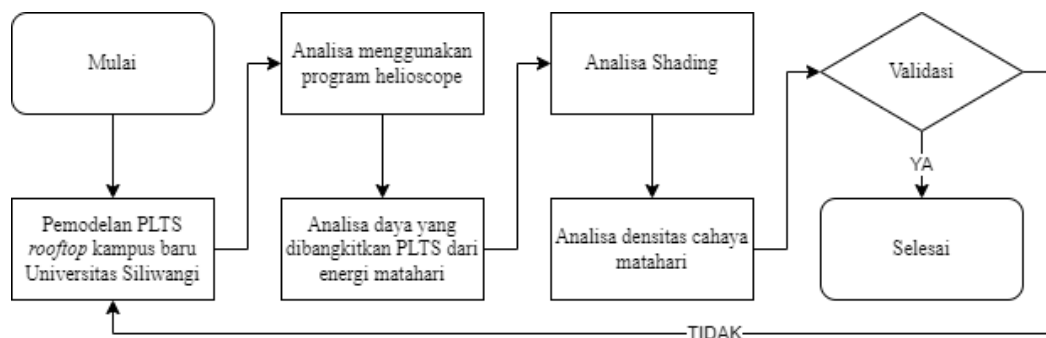 Mulai
Pemodelan PLTS
rooftop kampus baru
Universitas Siliwangi
Analisa menggunakan
program helioscope
Analisa daya yang
dibangkitkan PLTS dari
energi matahari
Analisa Shading
Analisa densitas cahaya
matahari
Validasi
YA
Selesai
TIDAK